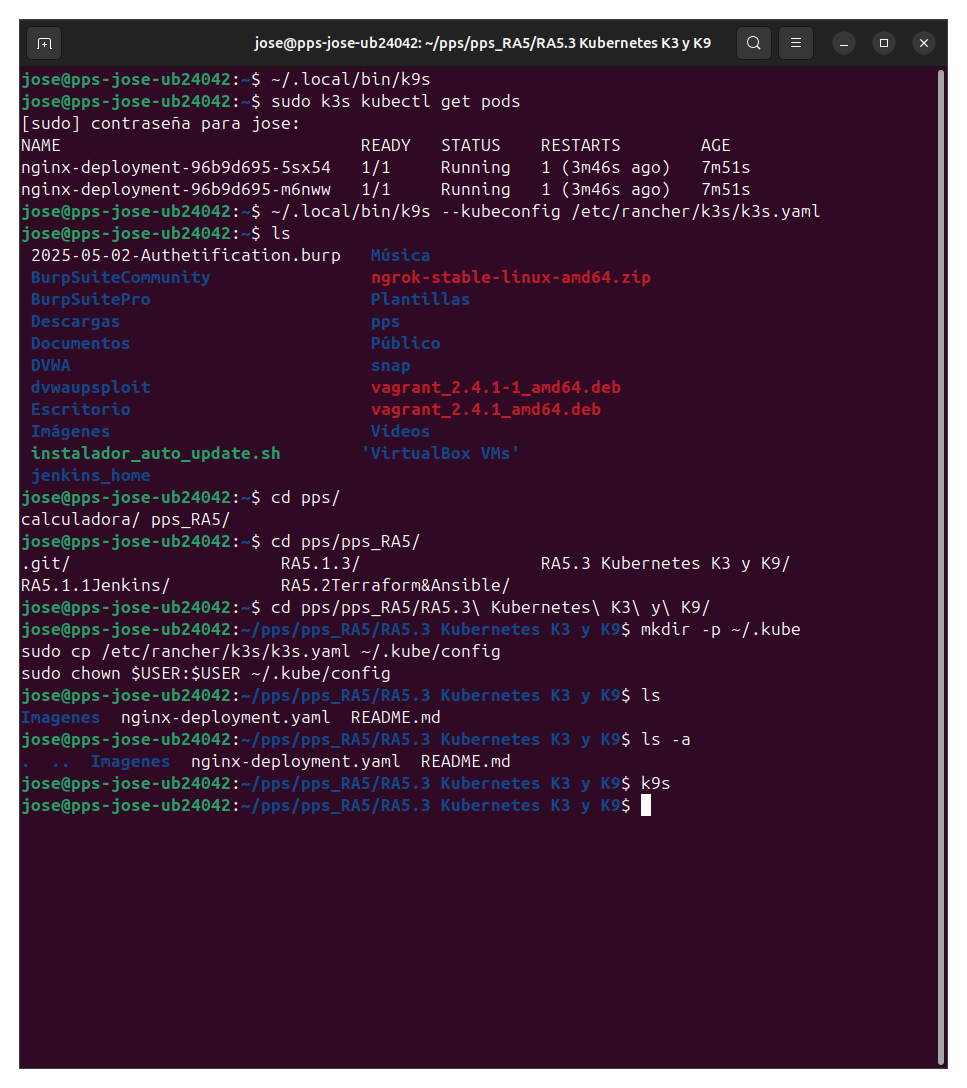 jose@pps-jose-ub24042: ~/pps/pps_RA5/RA5.3 Kubernetes K3 y K9
jose@pps-jose-ub24042:~$ ~/.local/bin/k9s
jose@pps-jose-ub24042:~$ sudo k3s kubectl get pods
[sudo] contraseña para jose:
NAME                              READY   STATUS    RESTARTS        AGE
nginx-deployment-96b9d695-5sx54   1/1     Running   1 (3m46s ago)   7m51s
nginx-deployment-96b9d695-m6nww   1/1     Running   1 (3m46s ago)   7m51s
jose@pps-jose-ub24042:~$ ~/.local/bin/k9s --kubeconfig /etc/rancher/k3s/k3s.yaml
jose@pps-jose-ub24042:~$ ls
 2025-05-02-Authetification.burp   Música
 BurpSuiteCommunity                ngrok-stable-linux-amd64.zip
 BurpSuitePro                      Plantillas
 Descargas                         pps
 Documentos                        Público
 DVWA                              snap
 dvwaupsploit                      vagrant_2.4.1-1_amd64.deb
 Escritorio                        vagrant_2.4.1_amd64.deb
 Imágenes                          Vídeos
 instalador_auto_update.sh        'VirtualBox VMs'
 jenkins_home
jose@pps-jose-ub24042:~$ cd pps/
calculadora/ pps_RA5/
jose@pps-jose-ub24042:~$ cd pps/pps_RA5/
.git/                     RA5.1.3/                  RA5.3 Kubernetes K3 y K9/
RA5.1.1Jenkins/           RA5.2Terraform&Ansible/
jose@pps-jose-ub24042:~$ cd pps/pps_RA5/RA5.3\ Kubernetes\ K3\ y\ K9/
jose@pps-jose-ub24042:~/pps/pps_RA5/RA5.3 Kubernetes K3 y K9$ mkdir -p ~/.kube
sudo cp /etc/rancher/k3s/k3s.yaml ~/.kube/config
sudo chown $USER:$USER ~/.kube/config
jose@pps-jose-ub24042:~/pps/pps_RA5/RA5.3 Kubernetes K3 y K9$ ls
Imagenes  nginx-deployment.yaml  README.md
jose@pps-jose-ub24042:~/pps/pps_RA5/RA5.3 Kubernetes K3 y K9$ ls -a
.  ..  Imagenes  nginx-deployment.yaml  README.md
jose@pps-jose-ub24042:~/pps/pps_RA5/RA5.3 Kubernetes K3 y K9$ k9s
jose@pps-jose-ub24042:~/pps/pps_RA5/RA5.3 Kubernetes K3 y K9$